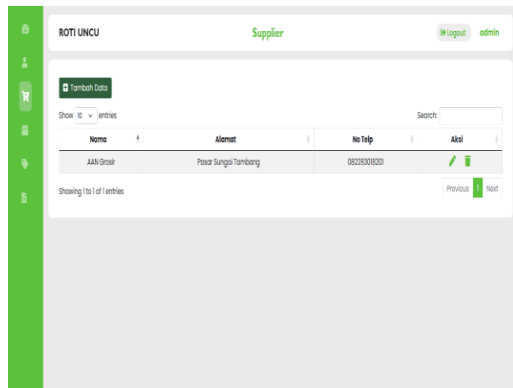 ROTI UNCU Supplier Logout admin
Tambah Data
Show 10 entries Search:
Nama Alamat No Telp Aksi
AAN Grosir Pasar Sungai Tambang 082283018201
Showing 1 to 1 of 1 entries Previous 1 Next